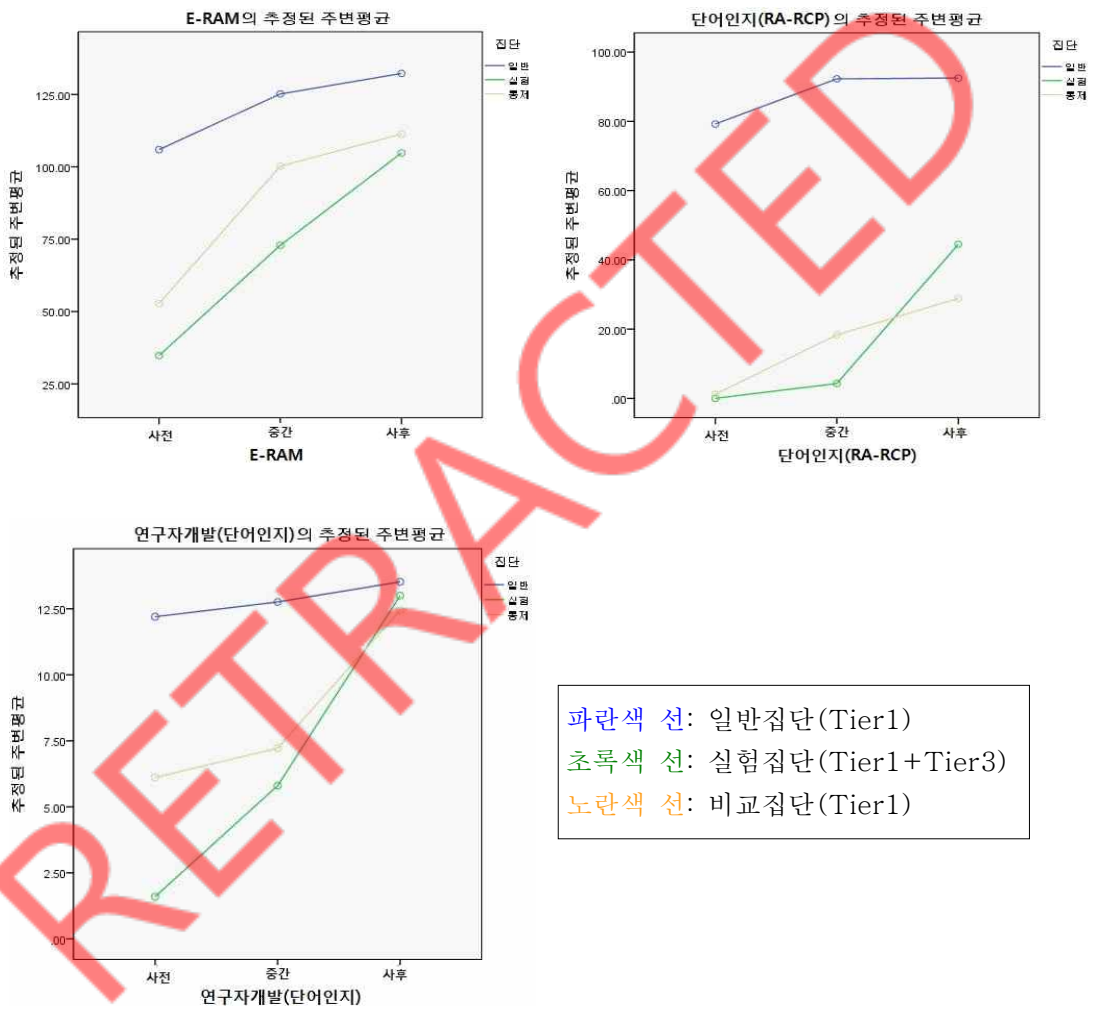 E-RAM의 추정된 주변평균
집단
일반
실험
통제
125.00
100.00
75.00
50.00
25.00
추정된 주변평균
사전
중간
사후
E-RAM
단어인지(RA-RCP)의 추정된 주변평균
집단
일반
실험
통제
100.00
80.00
60.00
40.00
20.00
.00
추정된 주변평균
사전
중간
사후
단어인지(RA-RCP)
연구자개발(단어인지)의 추정된 주변평균
집단
일반
실험
통제
12.50
10.00
7.50
5.00
2.50
.00
추정된 주변평균
사전
중간
사후
연구자개발(단어인지)
파란색 선: 일반집단(Tier1)
초록색 선: 실험집단(Tier1+Tier3)
노란색 선: 비교집단(Tier1)
RETRACTED